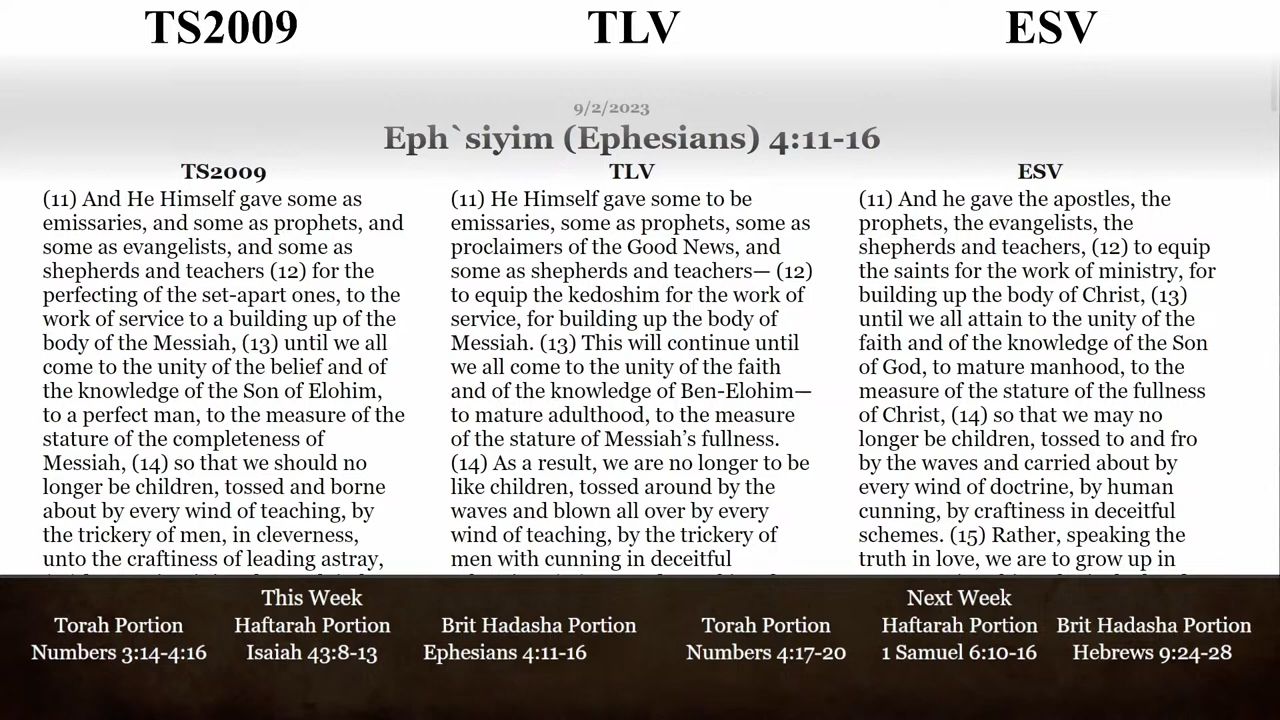 TS2009
TLV
ESV
9/2/2023
Eph`siyim (Ephesians) 4:11-16
TS2009
(11) And He Himself gave some as
emissaries, and some as prophets, and
some as evangelists, and some as
shepherds and teachers (12) for the
perfecting of the set-apart ones, to the
work of service to a building up of the
body of the Messiah, (13) until we all
come to the unity of the belief and of
the knowledge of the Son of Elohim,
to a perfect man, to the measure of the
stature of the completeness of
Messiah, (14) so that we should no
longer be children, tossed and borne
about by every wind of teaching, by
the trickery of men, in cleverness,
unto the craftiness of leading astray,
TLV
(11) He Himself gave some to be
emissaries, some as prophets, some as
proclaimers of the Good News, and
some as shepherds and teachers— (12)
to equip the kedoshim for the work of
service, for building up the body of
Messiah. (13) This will continue until
we all come to the unity of the faith
and of the knowledge of Ben-Elohim—
to mature adulthood, to the measure
of the stature of Messiah’s fullness.
(14) As a result, we are no longer to be
like children, tossed around by the
waves and blown all over by every
wind of teaching, by the trickery of
men with cunning in deceitful
ESV
(11) And he gave the apostles, the
prophets, the evangelists, the
shepherds and teachers, (12) to equip
the saints for the work of ministry, for
building up the body of Christ, (13)
until we all attain to the unity of the
faith and of the knowledge of the Son
of God, to mature manhood, to the
measure of the stature of the fullness
of Christ, (14) so that we may no
longer be children, tossed to and fro
by the waves and carried about by
every wind of doctrine, by human
cunning, by craftiness in deceitful
schemes. (15) Rather, speaking the
truth in love, we are to grow up in
This Week
Torah Portion
Numbers 3:14-4:16
Haftarah Portion
Isaiah 43:8-13
Brit Hadasha Portion
Ephesians 4:11-16
Next Week
Torah Portion
Numbers 4:17-20
Haftarah Portion
1 Samuel 6:10-16
Brit Hadasha Portion
Hebrews 9:24-28